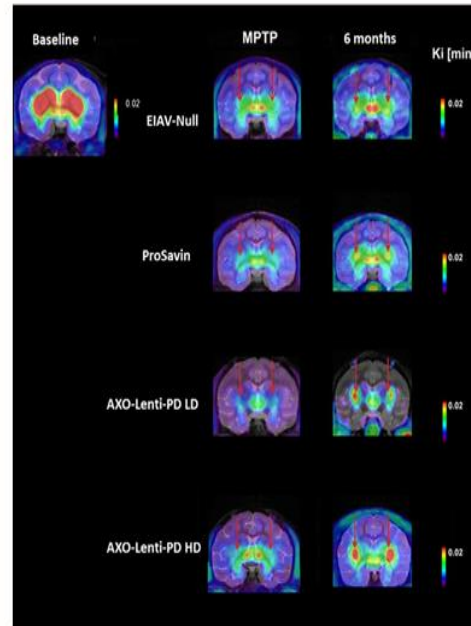 Baseline
MPTP
6 months
Ki [min
0.02
0.02
EIAV-Null
ProSavin
0.02
AXO-Lenti-PD LD
0.02
AXO-Lenti-PD HD
0.02